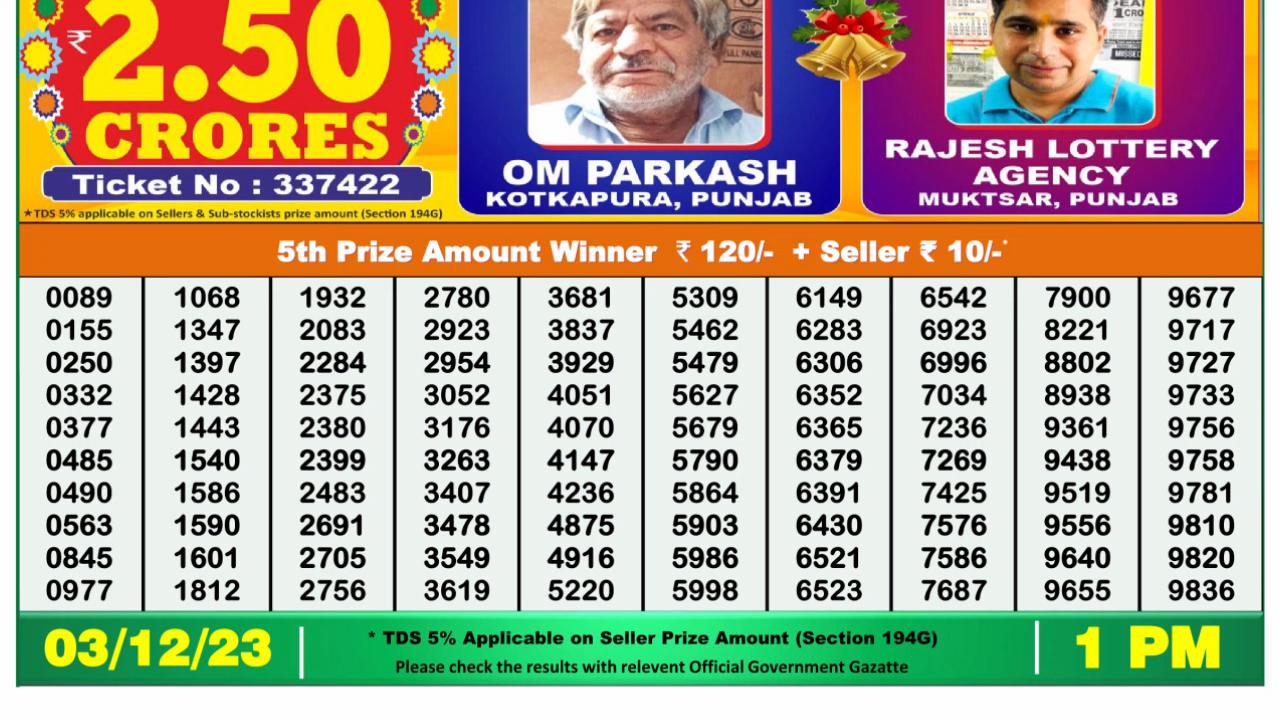 ₹ 2.50
CRORES
Ticket No : 337422
★TDS 5% applicable on Sellers & Sub-stockists prize amount (Section 194G)
FULL PANEL
OM PARKASH
KOTKAPURA, PUNJAB
RAJESH LOTTERY
AGENCY
MUKTSAR, PUNJAB
5th Prize Amount Winner ₹ 120/- + Seller ₹ 10/-*
0089 1068 1932 2780 3681 5309 6149 6542 7900 9677
0155 1347 2083 2923 3837 5462 6283 6923 8221 9717
0250 1397 2284 2954 3929 5479 6306 6996 8802 9727
0332 1428 2375 3052 4051 5627 6352 7034 8938 9733
0377 1443 2380 3176 4070 5679 6365 7236 9361 9756
0485 1540 2399 3263 4147 5790 6379 7269 9438 9758
0490 1586 2483 3407 4236 5864 6391 7425 9519 9781
0563 1590 2691 3478 4875 5903 6430 7576 9556 9810
0845 1601 2705 3549 4916 5986 6521 7586 9640 9820
0977 1812 2756 3619 5220 5998 6523 7687 9655 9836
03/12/23
* TDS 5% Applicable on Seller Prize Amount (Section 194G)
Please check the results with relevent Official Government Gazatte
1 PM